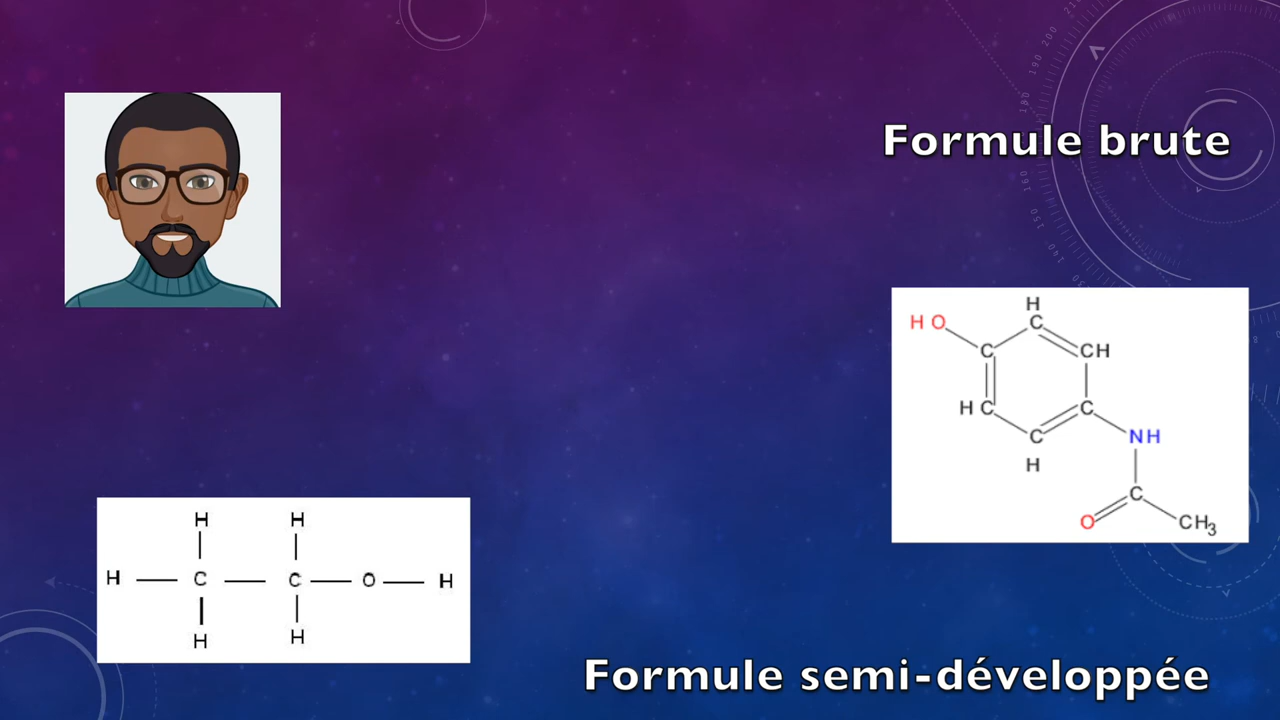 Formule brute
H O
H
C
C
CH
H C
C
C
H
NH
C
O
CH3
H H
H C C O H
H H
Formule semi-développée